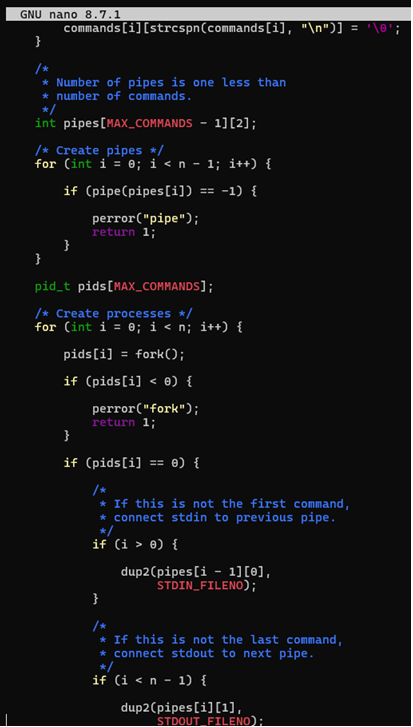 GNU nano 8.7.1
commands[i][strcspn(commands[i], "\n")] = '\0';
}
/*
* Number of pipes is one less than
* number of commands.
*/
int pipes[MAX_COMMANDS - 1][2];
/* Create pipes */
for (int i = 0; i < n - 1; i++) {
if (pipe(pipes[i]) == -1) {
perror("pipe");
return 1;
}
}
pid_t pids[MAX_COMMANDS];
/* Create processes */
for (int i = 0; i < n; i++) {
pids[i] = fork();
if (pids[i] < 0) {
perror("fork");
return 1;
}
if (pids[i] == 0) {
/*
* If this is not the first command,
* connect stdin to previous pipe.
*/
if (i > 0) {
dup2(pipes[i - 1][0],
STDIN_FILENO);
}
/*
* If this is not the last command,
* connect stdout to next pipe.
*/
if (i < n - 1) {
dup2(pipes[i][1],
STDOUT_FILENO);